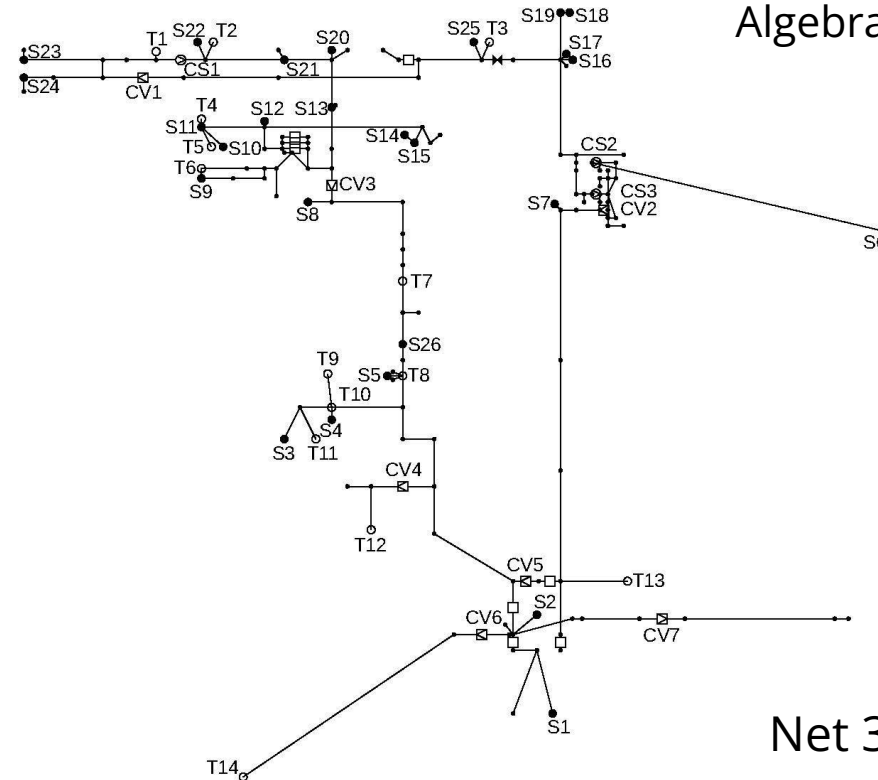 S19 S18
Algebra
S22 T2
T1
S20
S25 T3
S23
S17
CS1
S21
S16
S24
CV1
T4
S12
S13
S11
S14
CS2
T5
S10
S15
T6
S9
CV3
CS3
S8
S7
CV2
T7
S26
T9
S5
T8
T10
S4
S3
T11
CV4
T12
CV5
T13
S2
CV6
CV7
S1
Net 3
T14